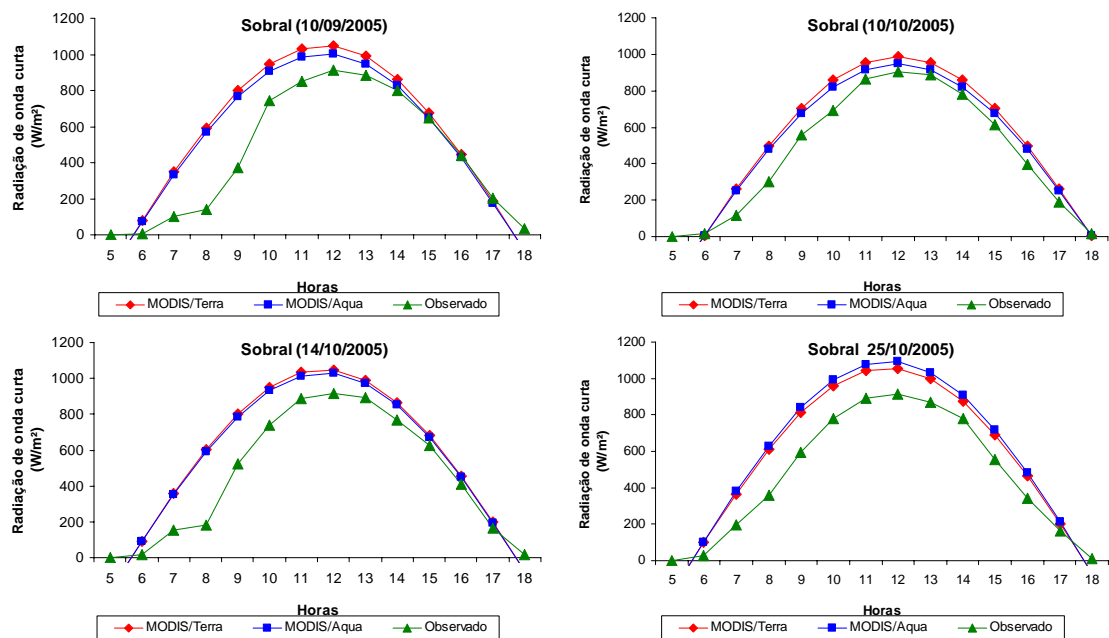 Sobral (10/09/2005)
Radiação de onda curta
(W/m²)
1200
1000
800
600
400
200
0
5 6 7 8 9 10 11 12 13 14 15 16 17 18
Horas
MODIS/Terra MODIS/Aqua Observado
Sobral (10/10/2005)
Radiação de onda curta
(W/m²)
1200
1000
800
600
400
200
0
5 6 7 8 9 10 11 12 13 14 15 16 17 18
Horas
MODIS/Terra MODIS/Aqua Observado
Sobral (14/10/2005)
Radiação de onda curta
(W/m²)
1200
1000
800
600
400
200
0
5 6 7 8 9 10 11 12 13 14 15 16 17 18
Horas
MODIS/Terra MODIS/Aqua Observado
Sobral 25/10/2005)
Radiação de onda curta
(W/m²)
1200
1000
800
600
400
200
0
5 6 7 8 9 10 11 12 13 14 15 16 17 18
Horas
MODIS/Terra MODIS/Aqua Observado